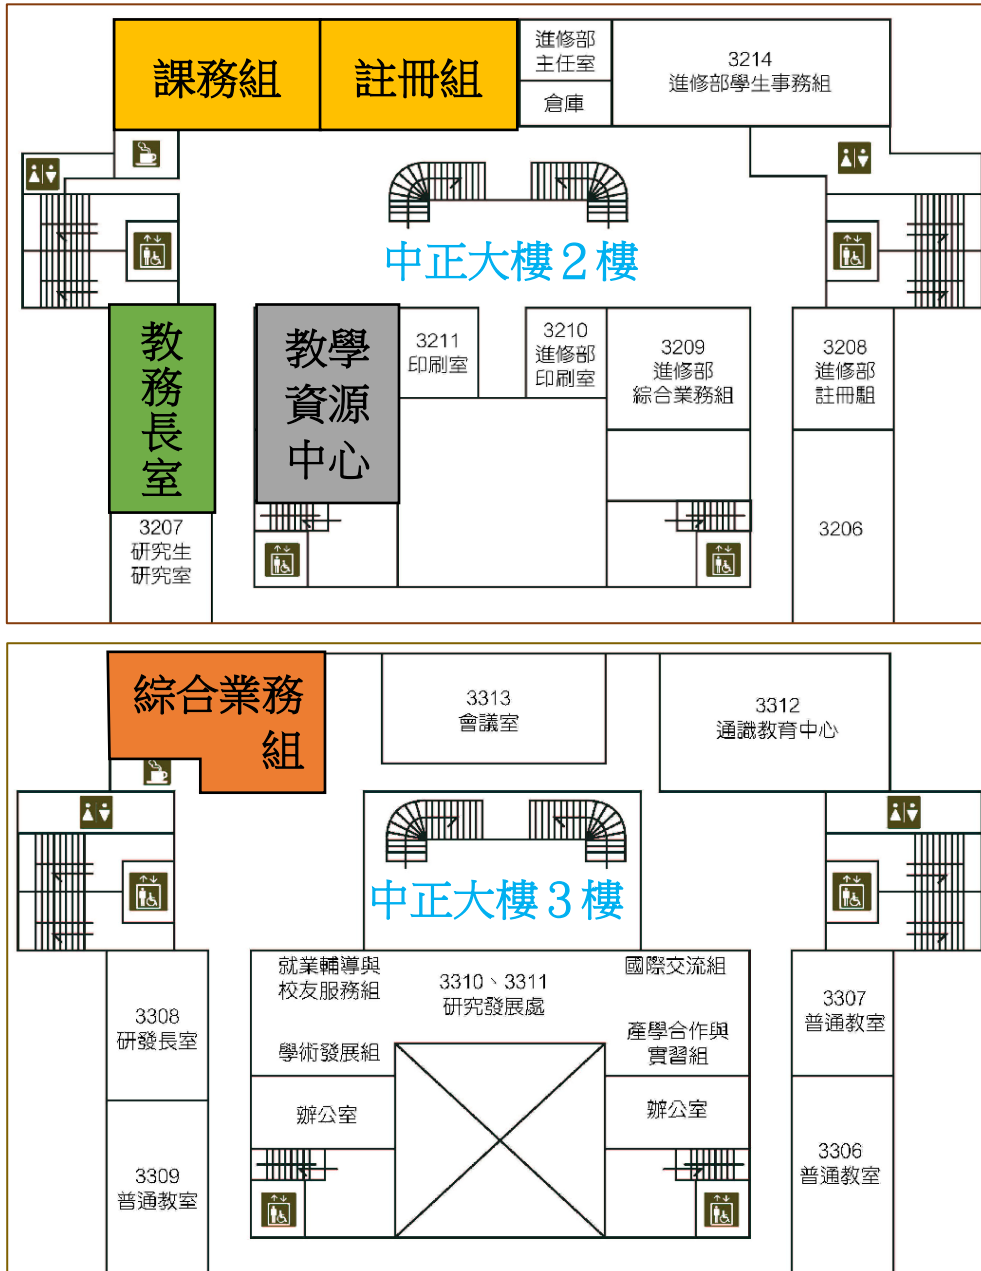 課務組
註冊組
進修部
主任室
倉庫
3214
進修部學生事務組
中正大樓２樓
教
務
長
室
教學
資源
中心
3211
印刷室
3210
進修部
印刷室
3209
進修部
綜合業務組
3208
進修部
註冊組
3207
研究生
研究室
3206
綜合業務
組
3313
會議室
3312
通識教育中心
中正大樓３樓
就業輔導與
校友服務組
3310、3311
研究發展處
國際交流組
學術發展組
產學合作與
實習組
辦公室
辦公室
3308
研發長室
3307
普通教室
3309
普通教室
3306
普通教室